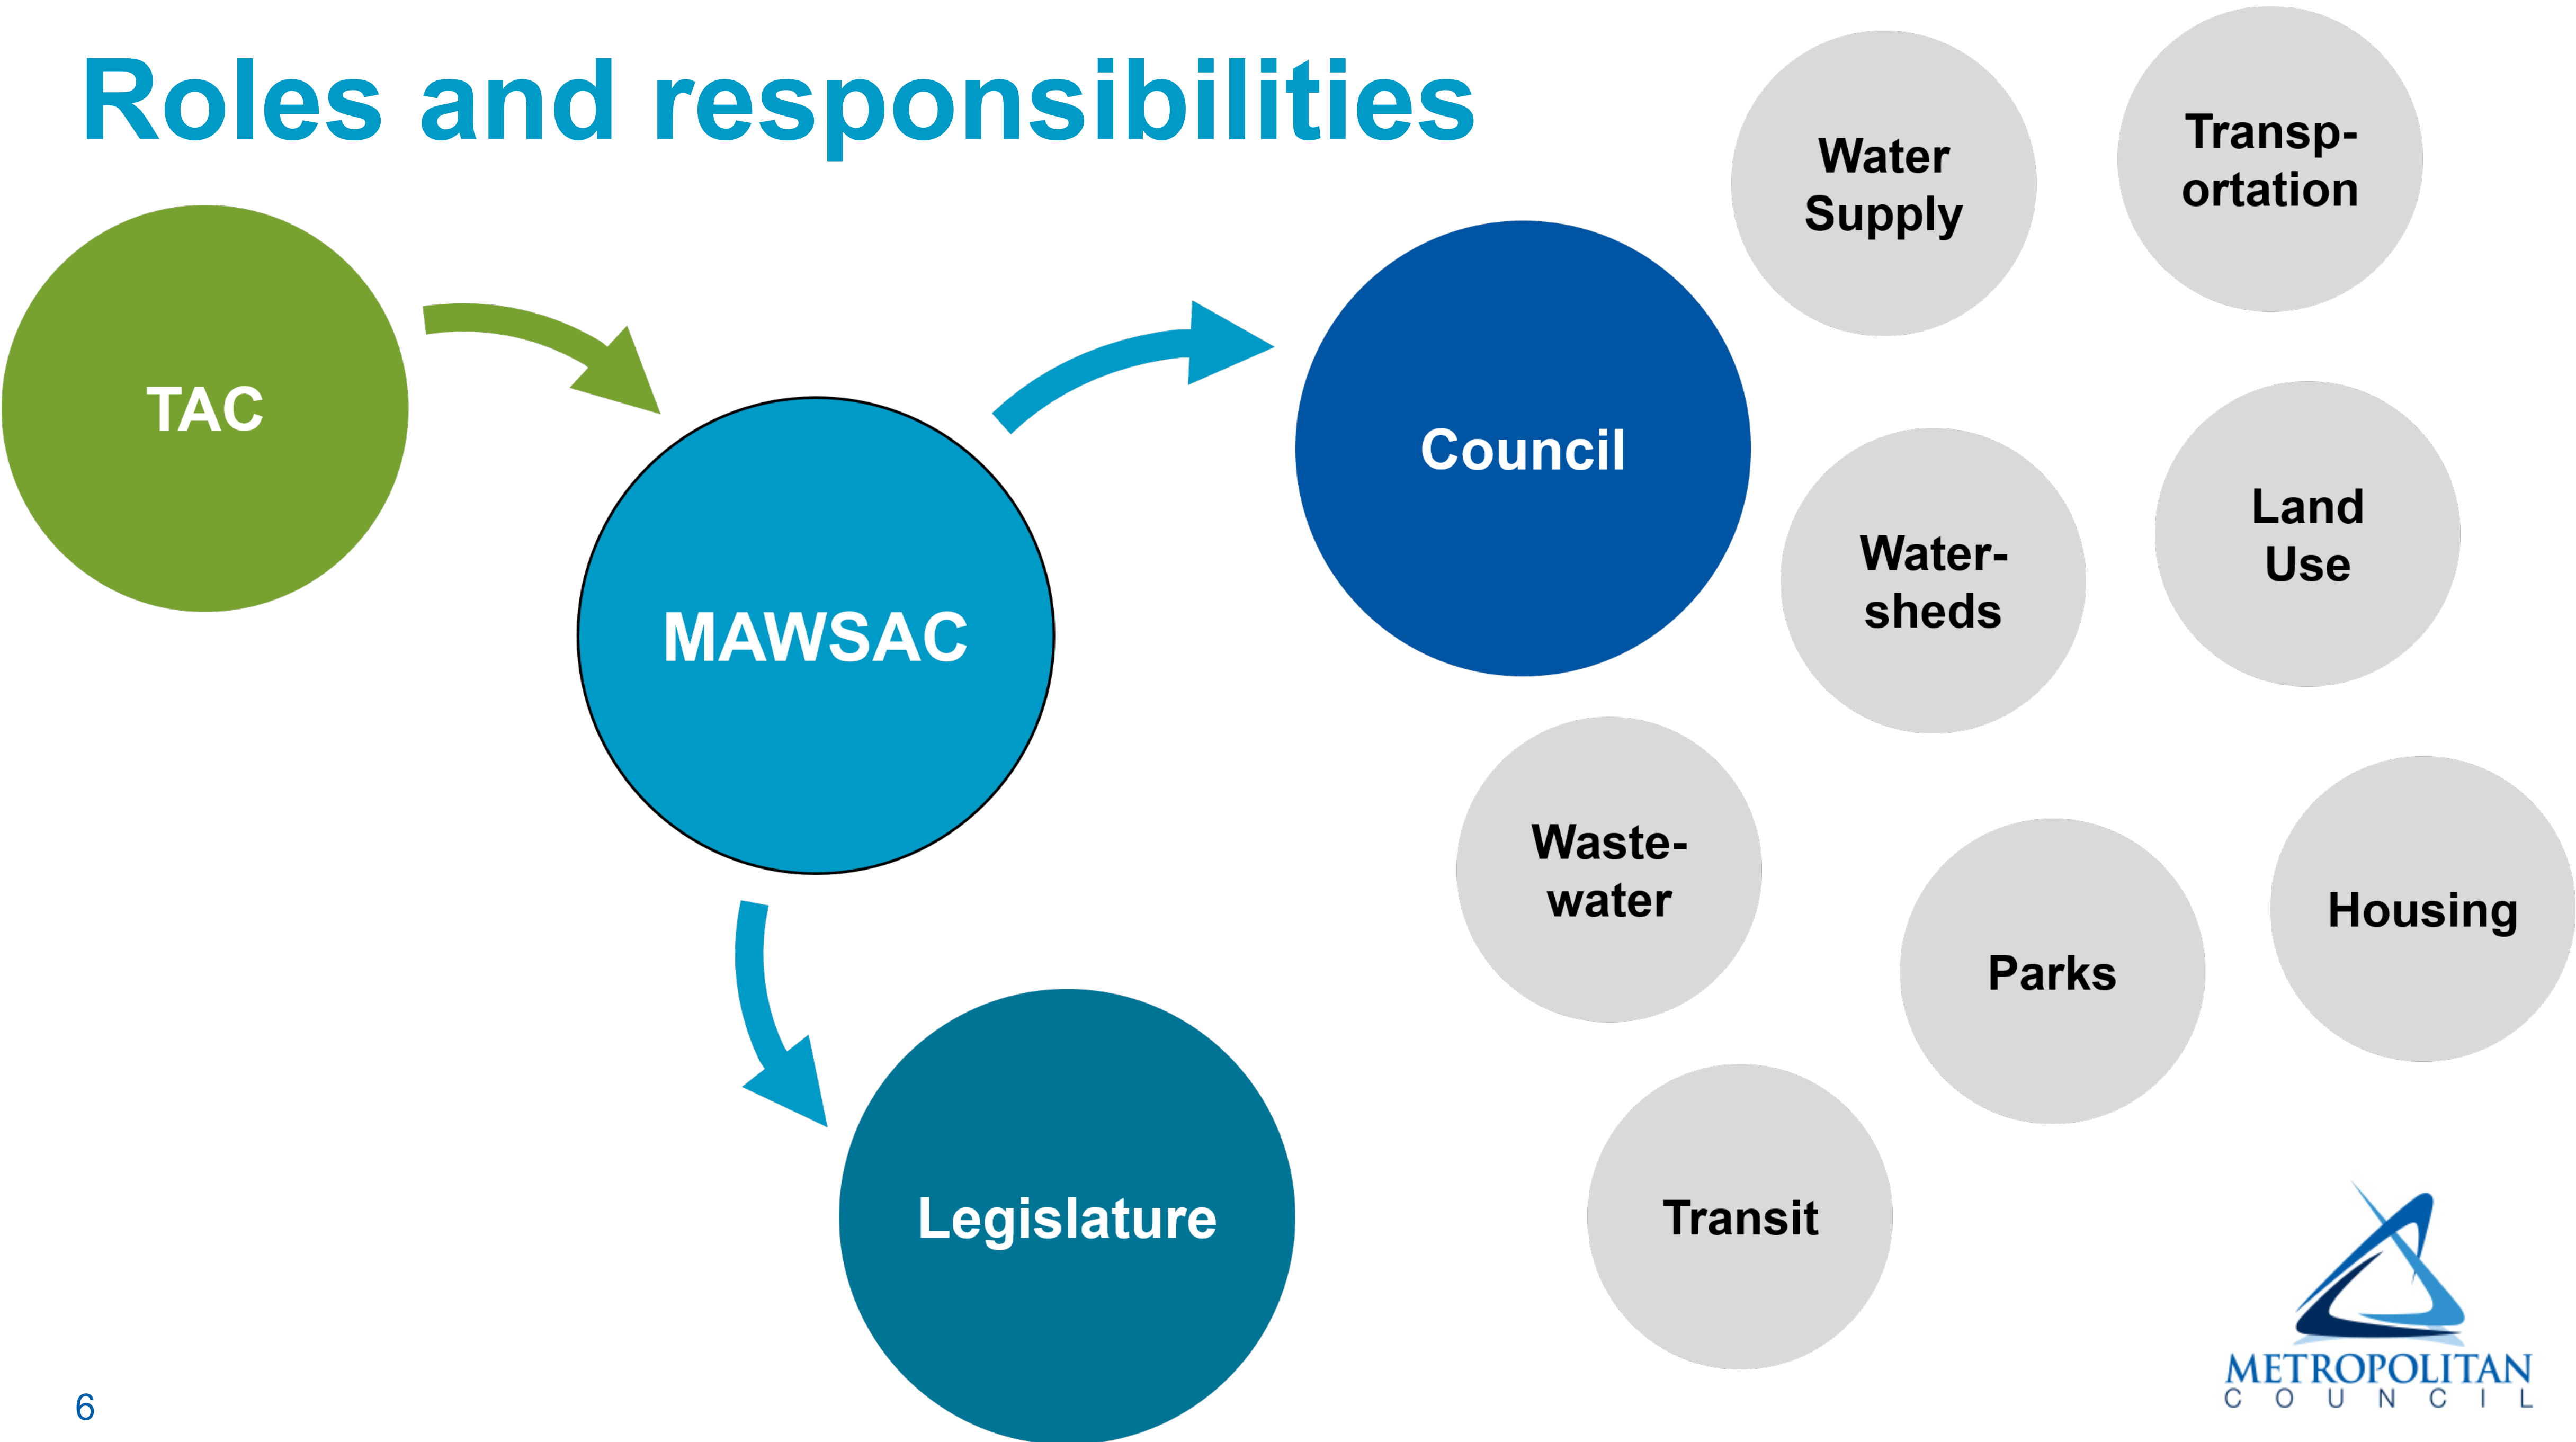 Roles and responsibilities
TAC
MAWSAC
Council
Legislature
Water
Supply
Transp-
ortation
Water-
sheds
Land
Use
Waste-
water
Parks
Housing
Transit
METROPOLITAN
COUNCIL
6